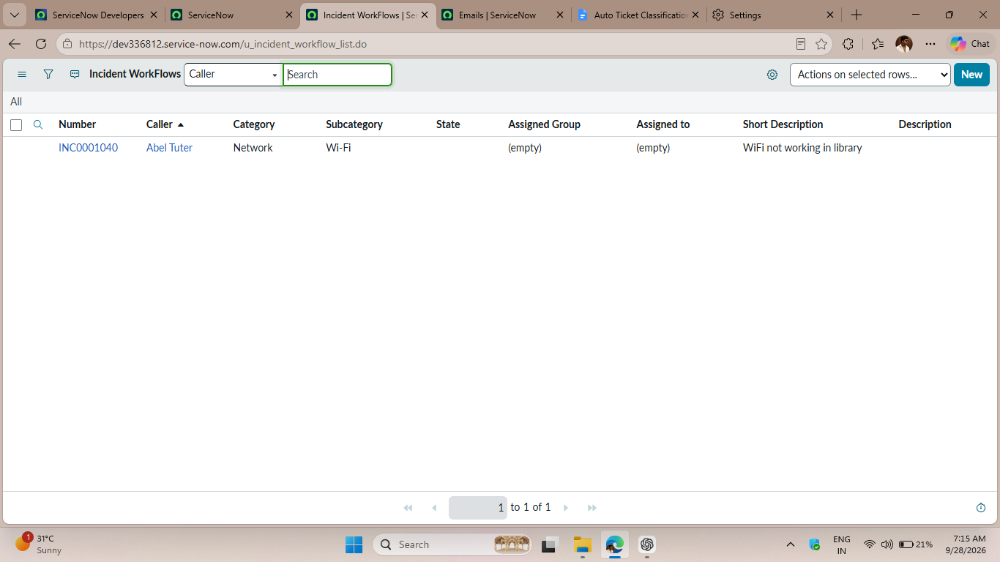 ServiceNow Developers
ServiceNow
Incident WorkFlows | Se
Emails | ServiceNow
Auto Ticket Classification
Settings
https://dev336812.service-now.com/u_incident_workflow_list.do
Chat
Incident WorkFlows
Caller
Search
Actions on selected rows...
New
All
Number Caller Category Subcategory State Assigned Group Assigned to Short Description Description
INC0001040 Abel Tuter Network Wi-Fi (empty) (empty) WiFi not working in library
1 to 1 of 1
1
31°C
Sunny
Search
ENG
IN
21%
7:15 AM
9/28/2026